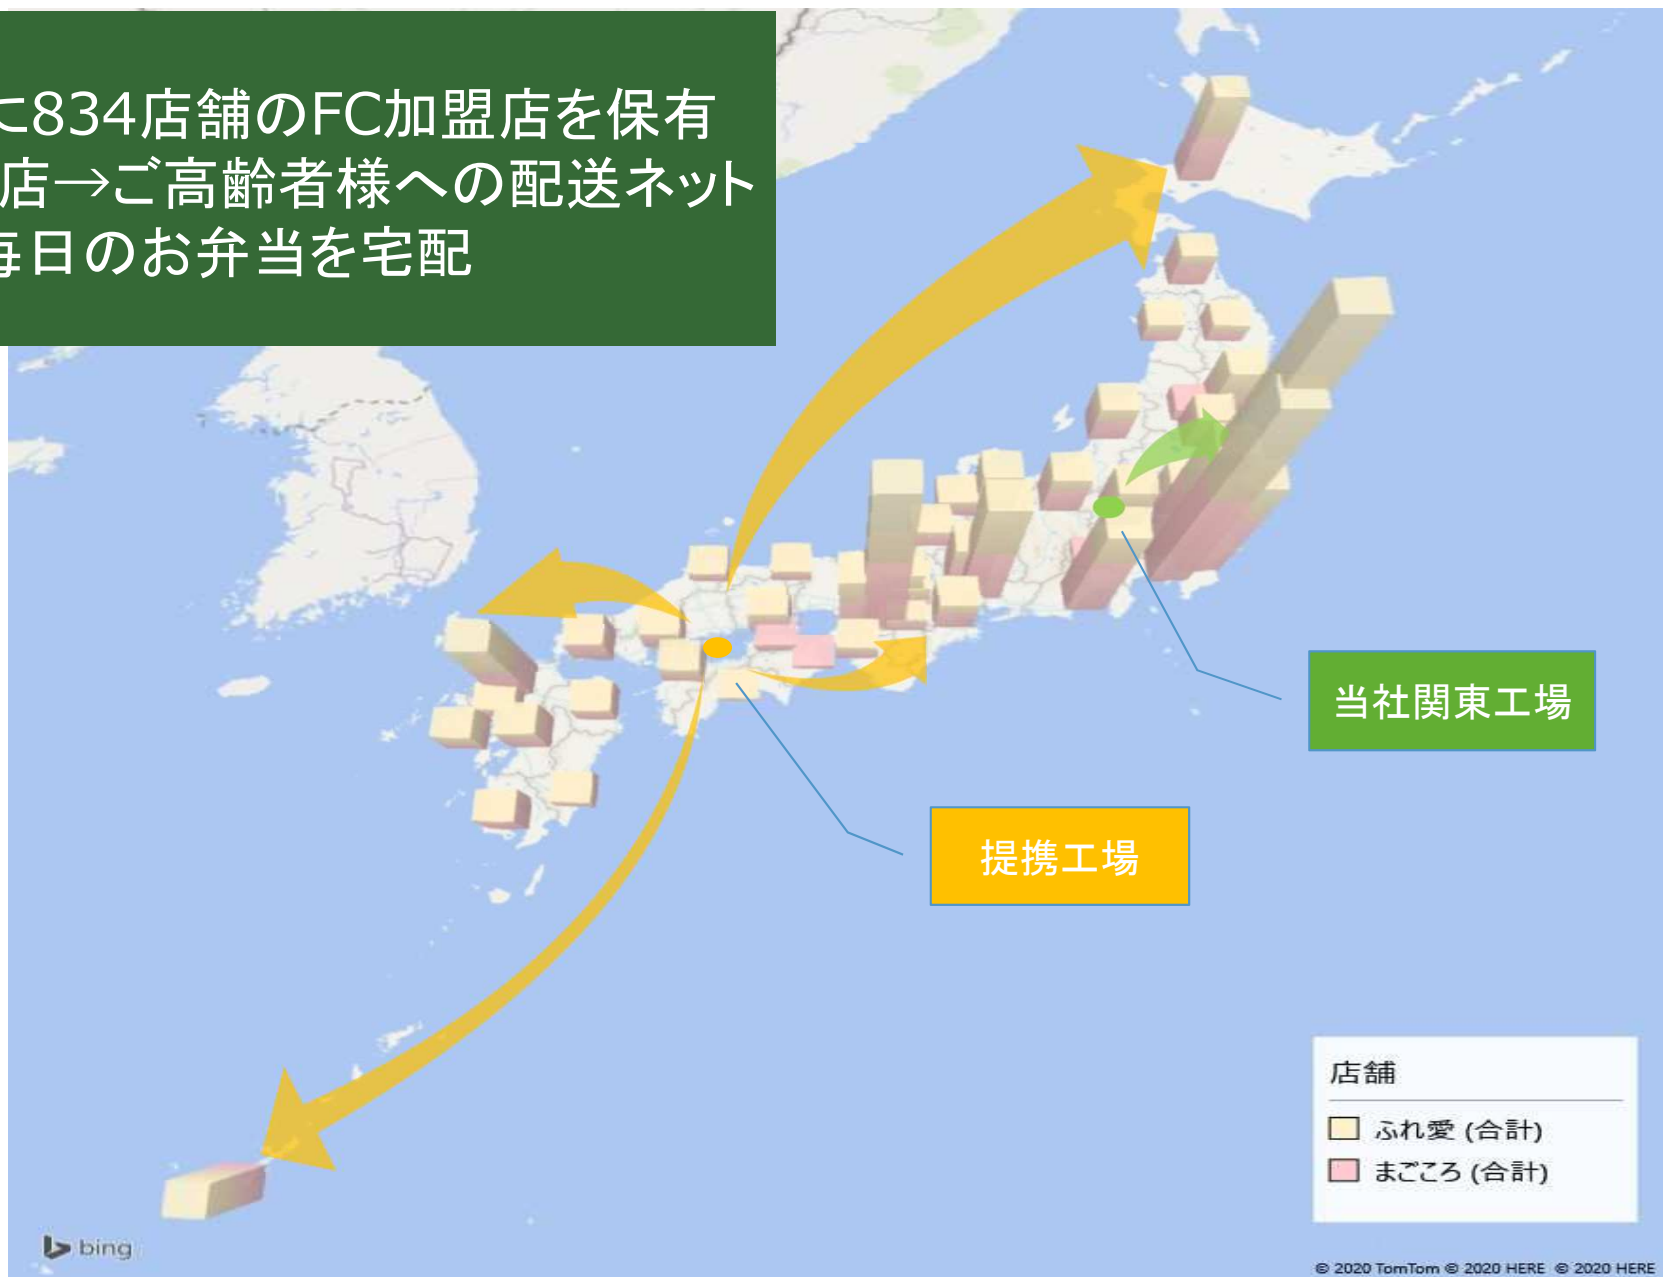 に834店舗のFC加盟店を保有
店→ご高齢者様への配送ネット
毎日のお弁当を宅配
当社関東工場
提携工場
店舗
ふれ愛 (合計)
まごころ (合計)
bing
© 2020 TomTom © 2020 HERE © 2020 HERE